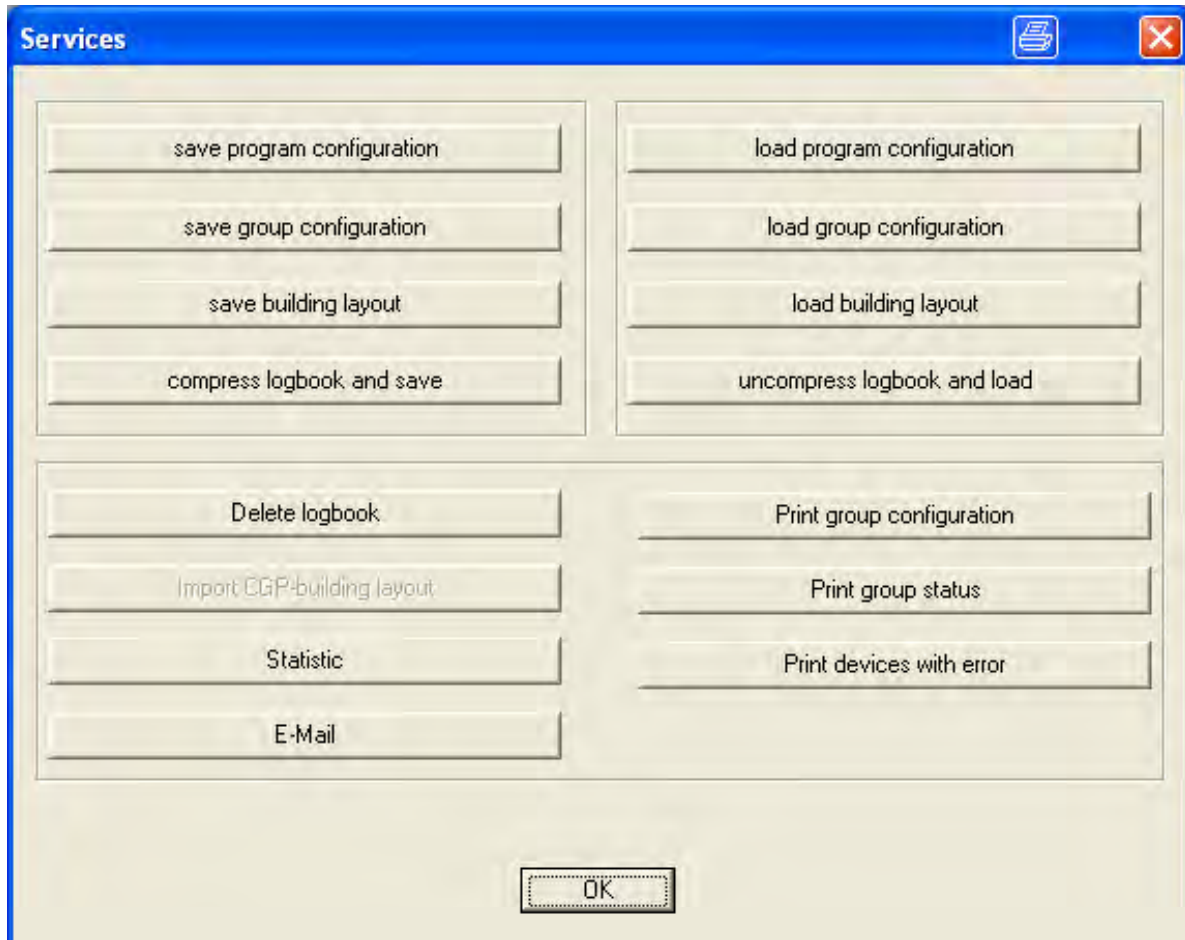 Services
save program configuration
save group configuration
save building layout
compress logbook and save
load program configuration
load group configuration
load building layout
uncompress logbook and load
Delete logbook
Import CGP-building layout
Statistic
E-Mail
Print group configuration
Print group status
Print devices with error
OK